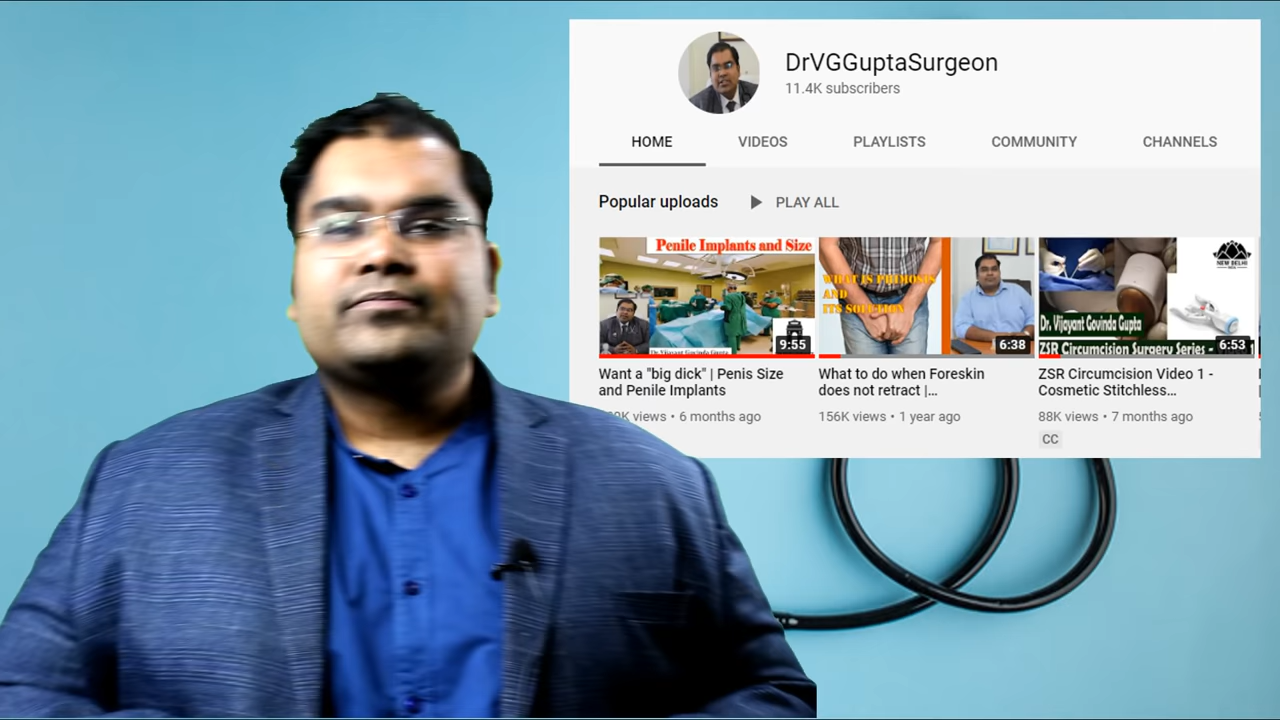 DrVGGuptaSurgeon
11.4K subscribers
HOME VIDEOS PLAYLISTS COMMUNITY CHANNELS
Popular uploads PLAY ALL
Penile Implants and Size
Dr. Vijayant Govinda Gupta
9:55
WHAT IS PHIMOSIS
AND
ITS SOLUTION
6:38
NEW DELHI
Dr. Vijayant Govinda Gupta
ZSR Circumcision Surgery Series -
6:53
Want a "big dick" | Penis Size
and Penile Implants
views • 6 months ago
What to do when Foreskin
does not retract |...
156K views • 1 year ago
ZSR Circumcision Video 1 -
Cosmetic Stitchless...
88K views • 7 months ago
CC